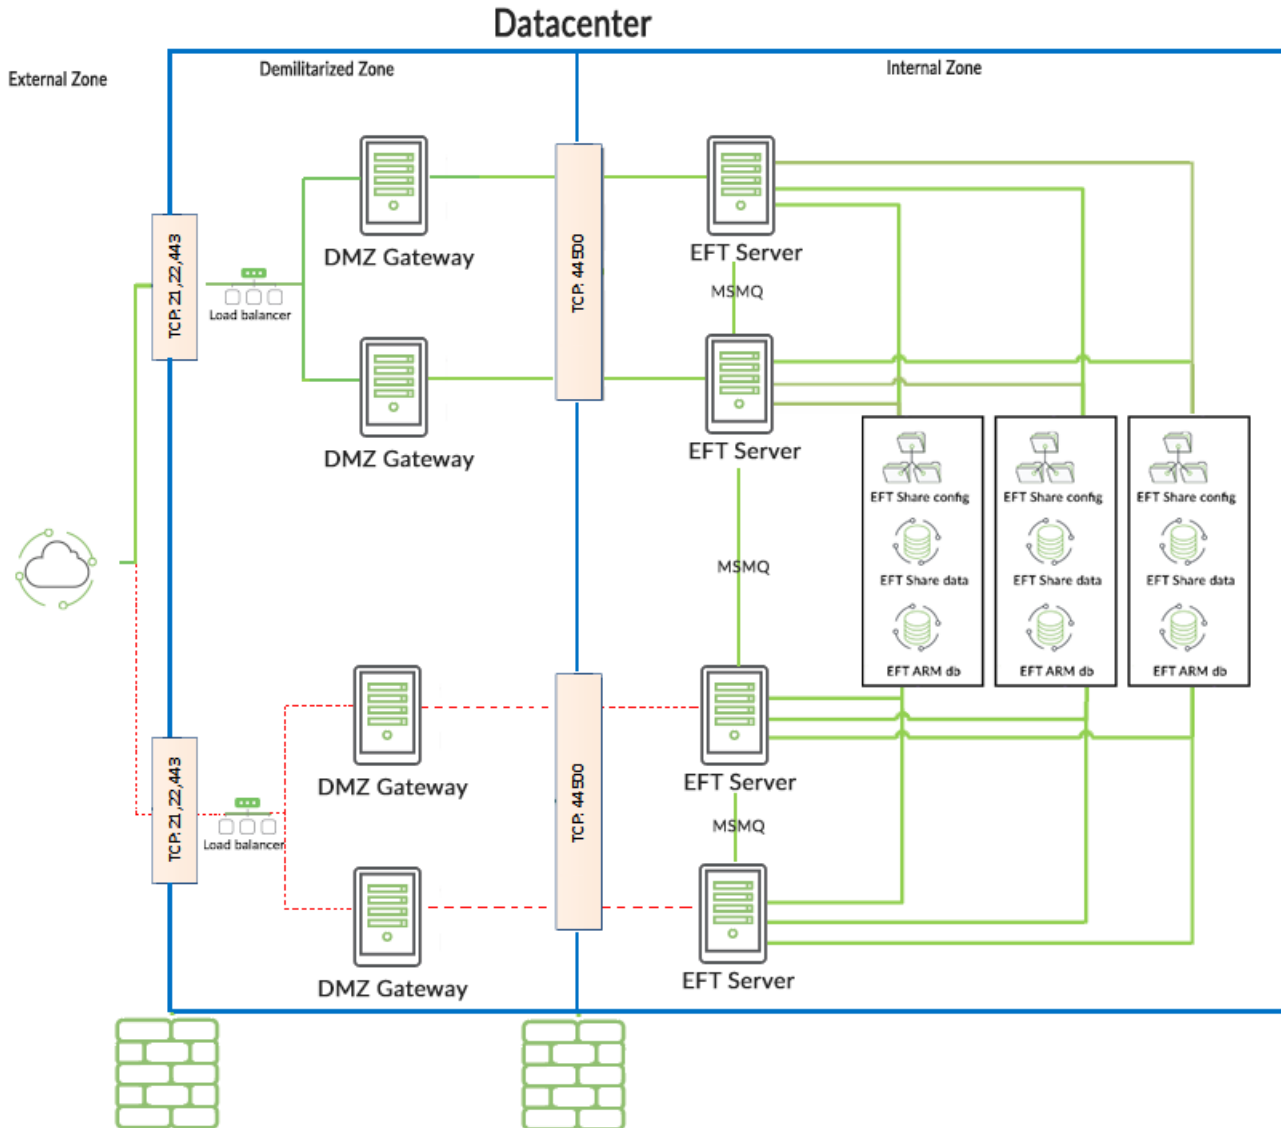 Datacenter
External Zone
Demilitarized Zone
Internal Zone
DMZ Gateway
EFT Server
TCP: 21,22,443
TCP: 44500
MSMQ
Load balancer
DMZ Gateway
EFT Server
EFT Share config
EFT Share config
EFT Share config
MSMQ
EFT Share data
EFT Share data
EFT Share data
EFT ARM db
EFT ARM db
EFT ARM db
DMZ Gateway
EFT Server
TCP: 21,22,443
TCP: 44500
MSMQ
Load balancer
DMZ Gateway
EFT Server